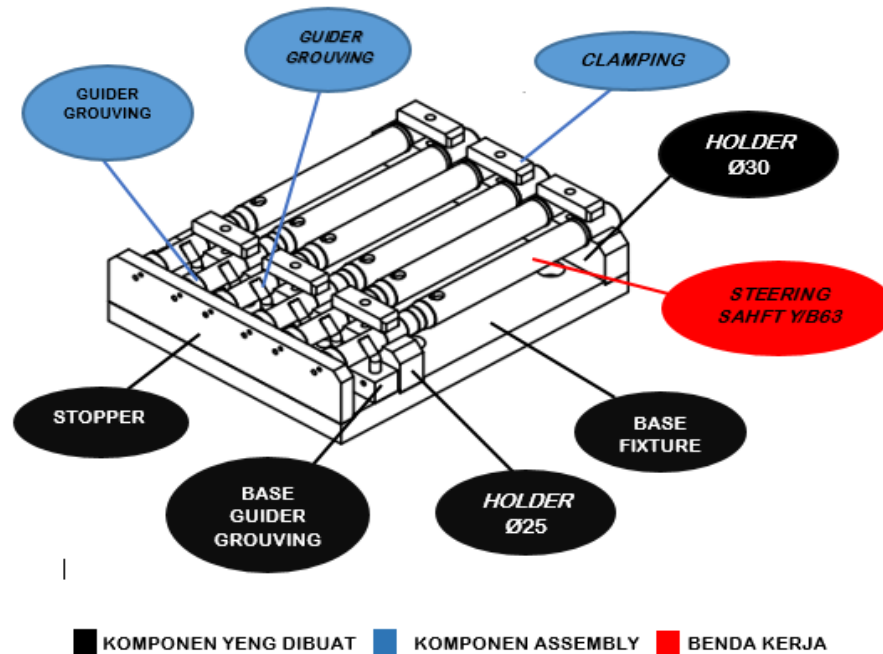 GUIDER
GROUVING
GUIDER
GROUVING
CLAMPING
HOLDER
Ø30
STEERING
SAHFT Y/B63
STOPPER
BASE
GUIDER
GROUVING
HOLDER
Ø25
BASE
FIXTURE
KOMPONEN YENG DIBUAT
KOMPONEN ASSEMBLY
BENDA KERJA